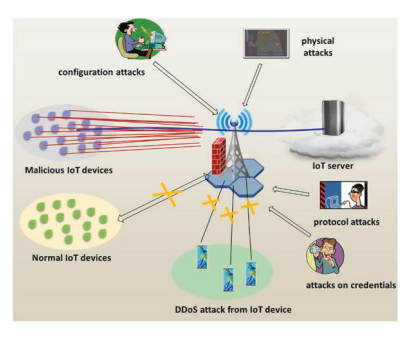 physical
attacks
configuration attacks
Malicious IoT devices
IoT server
protocol attacks
Normal IoT devices
attacks on credentials
DDoS attack from IoT device